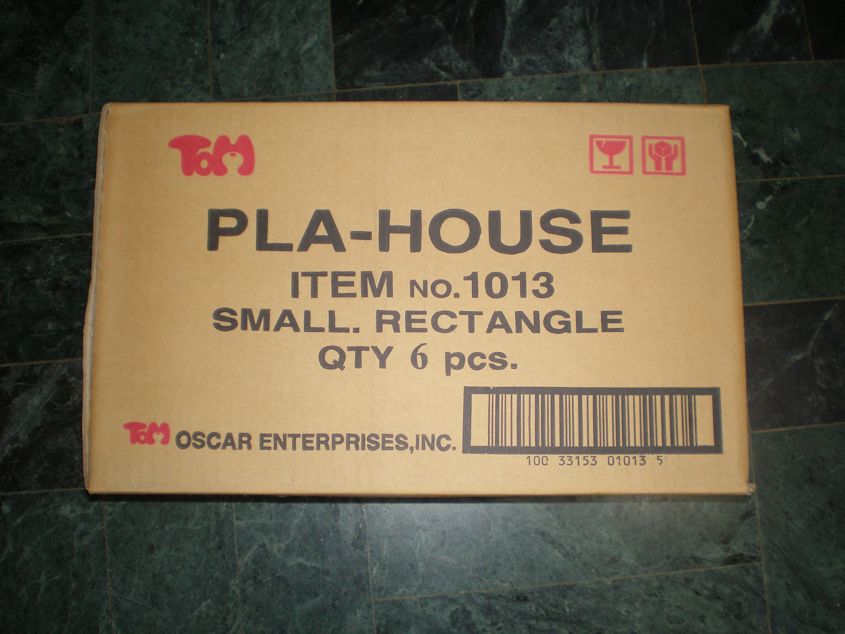 TOM
PLA-HOUSE
ITEM NO.1013
SMALL. RECTANGLE
QTY 6 pcs.
TOM OSCAR ENTERPRISES,INC.
100 33153 01013 5